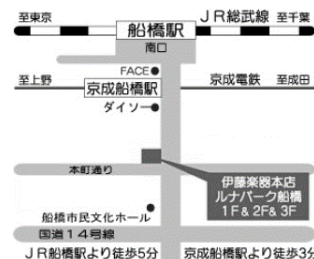 至東京
船橋駅
JR総武線
至千葉
南口
FACE
至上野
京成船橋駅
京成電鉄
至成田
ダイソー
本町通り
伊藤楽器本店
ルナパーク船橋
1F&2F&3F
船橋市民文化ホール
国道14号線
JR船橋駅より徒歩5分
京成船橋駅より徒歩3分